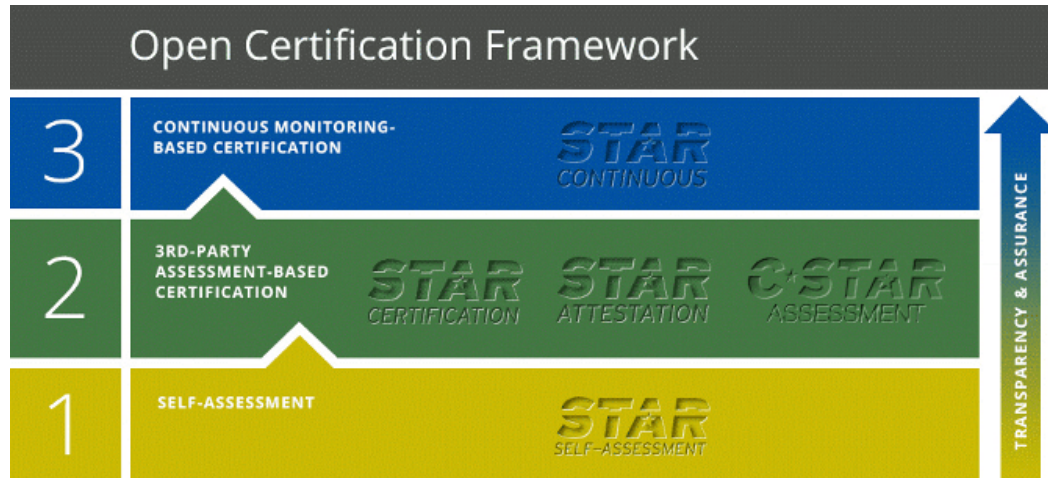 Open Certification Framework
3
CONTINUOUS MONITORING-
BASED CERTIFICATION
STAR
CONTINUOUS
2
3RD-PARTY
ASSESSMENT-BASED
CERTIFICATION
STAR
CERTIFICATION
STAR
ATTESTATION
C★STAR
ASSESSMENT
1
SELF-ASSESSMENT
STAR
SELF-ASSESSMENT
TRANSPARENCY & ASSURANCE